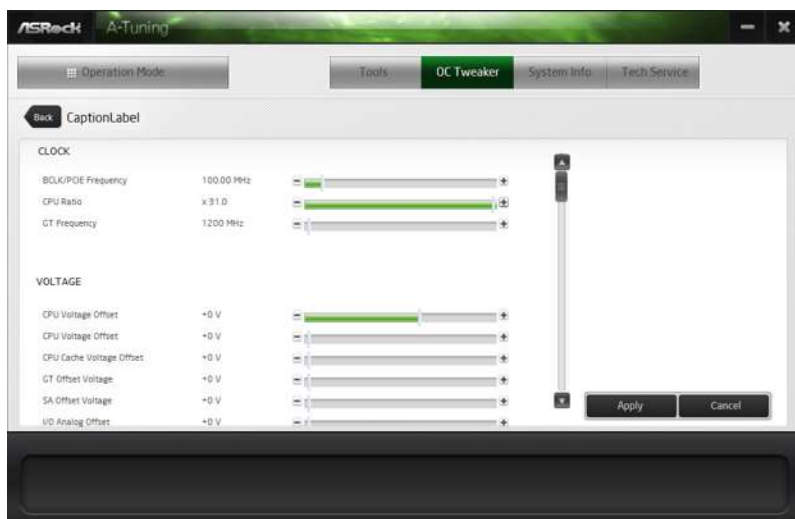 ASRock A-Tuning
Operation Mode Tools OC Tweaker System Info Tech Service
Back CaptionLabel
CLOCK
BCLK/PCIE Frequency 100.00 MHz
CPU Ratio x 31.0
GT Frequency 1200 MHz
VOLTAGE
CPU Voltage Offset +0 V
CPU Voltage Offset +0 V
CPU Cache Voltage Offset +0 V
GT Offset Voltage +0 V
SA Offset Voltage +0 V
I/O Analog Offset +0 V
Apply Cancel